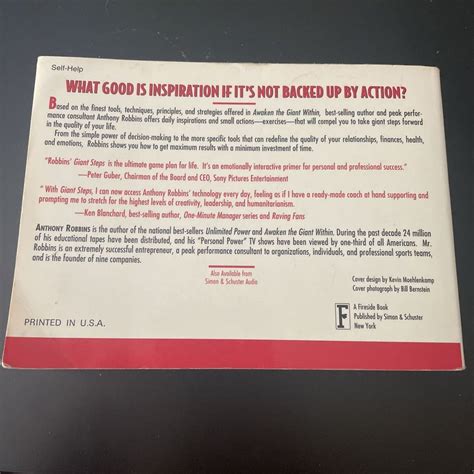 Self-Help
WHAT GOOD IS INSPIRATION IF IT'S NOT BACKED UP BY ACTION?
Based on the finest tools, techniques, principles, and strategies offered in Awaken the Giant Within, best-selling author and peak perfor-
mance consultant Anthony Robbins offers daily inspirations and small actions—exercises—that will compel you to take giant steps forward
in the quality of your life.
From the simple power of decision-making to the more specific tools that can redefine the quality of your relationships, finances, health,
and emotions, Robbins shows you how to get maximum results with a minimum investment of time.
"Robbins' Giant Steps is the ultimate game plan for life. It's an emotionally interactive primer for personal and professional success."
—Peter Guber, Chairman of the Board and CEO, Sony Pictures Entertainment
"With Giant Steps, I can now access Anthony Robbins' technology every day, feeling as if I have a ready-made coach at hand supporting and
prompting me to stretch for the highest levels of creativity, leadership, and humanitarianism.
—Ken Blanchard, best-selling author, One-Minute Manager series and Raving Fans
ANTHONY ROBBINS is the author of the national best-sellers Unlimited Power and Awaken the Giant Within. During the past decade 24 million
of his educational tapes have been distributed, and his "Personal Power" TV shows have been viewed by one-third of all Americans. Mr.
Robbins is an extremely successful entrepreneur, a peak performance consultant to organizations, individuals, and professional sports teams,
and is the founder of nine companies.
Also Available from
Simon & Schuster Audio
Cover design by Kevin Moehlenkamp
Cover photograph by Bill Bernstein
F
A Fireside Book
Published by Simon & Schuster
New York
PRINTED IN U.S.A.